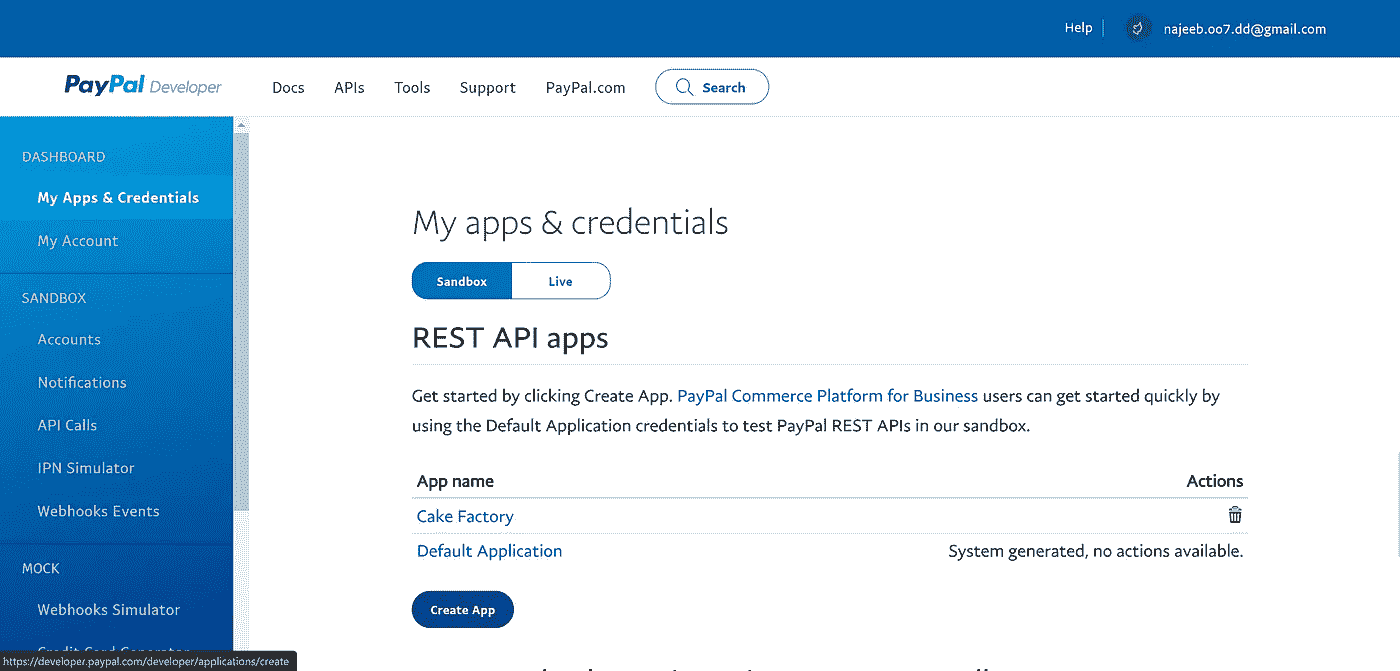 Help
najeeb.oo7.dd@gmail.com
PayPal Developer
Docs
APIs
Tools
Support
PayPal.com
Search
DASHBOARD
My Apps & Credentials
My Account
SANDBOX
Accounts
Notifications
API Calls
IPN Simulator
Webhooks Events
MOCK
Webhooks Simulator
https://developer.paypal.com/developer/applications/create
My apps & credentials
Sandbox
Live
REST API apps
Get started by clicking Create App. PayPal Commerce Platform for Business users can get started quickly by
using the Default Application credentials to test PayPal REST APIs in our sandbox.
App name Actions
Cake Factory
Default Application System generated, no actions available.
Create App